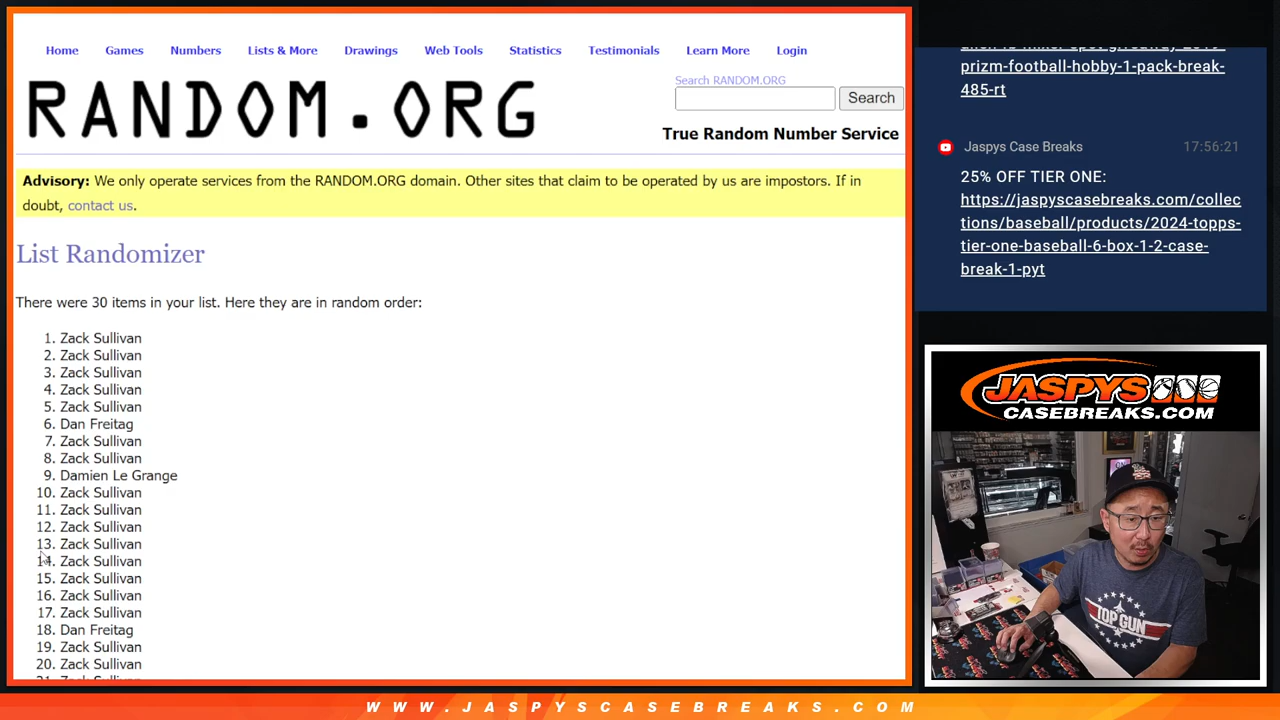 Home Games Numbers Lists & More Drawings Web Tools Statistics Testimonials Learn More Login
RANDOM.ORG
Search RANDOM.ORG
Search
True Random Number Service
Advisory: We only operate services from the RANDOM.ORG domain. Other sites that claim to be operated by us are impostors. If in
doubt, contact us.
List Randomizer
There were 30 items in your list. Here they are in random order:
1. Zack Sullivan
2. Zack Sullivan
3. Zack Sullivan
4. Zack Sullivan
5. Zack Sullivan
6. Dan Freitag
7. Zack Sullivan
8. Zack Sullivan
9. Damien Le Grange
10. Zack Sullivan
11. Zack Sullivan
12. Zack Sullivan
13. Zack Sullivan
14. Zack Sullivan
15. Zack Sullivan
16. Zack Sullivan
17. Zack Sullivan
18. Dan Freitag
19. Zack Sullivan
20. Zack Sullivan
prizm-football-hobby-1-pack-break-
485-rt
Jaspys Case Breaks 17:56:21
25% OFF TIER ONE:
https://jaspyscasebreaks.com/collec
tions/baseball/products/2024-topps-
tier-one-baseball-6-box-1-2-case-
break-1-pyt
JASPYS
CASEBREAKS.COM
TOP GUN
WWW.JASPYSCASEBREAKS.COM